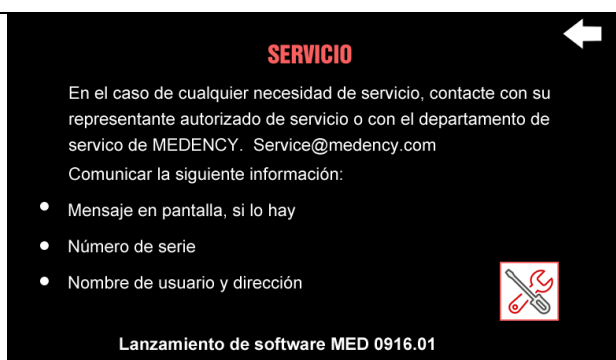 SERVICIO
En el caso de cualquier necesidad de servicio, contacte con su
representante autorizado de servicio o con el departamento de
servico de MEDENCY. Service@medency.com
Comunicar la siguiente información:
• Mensaje en pantalla, si lo hay
• Número de serie
• Nombre de usuario y dirección
Lanzamiento de software MED 0916.01